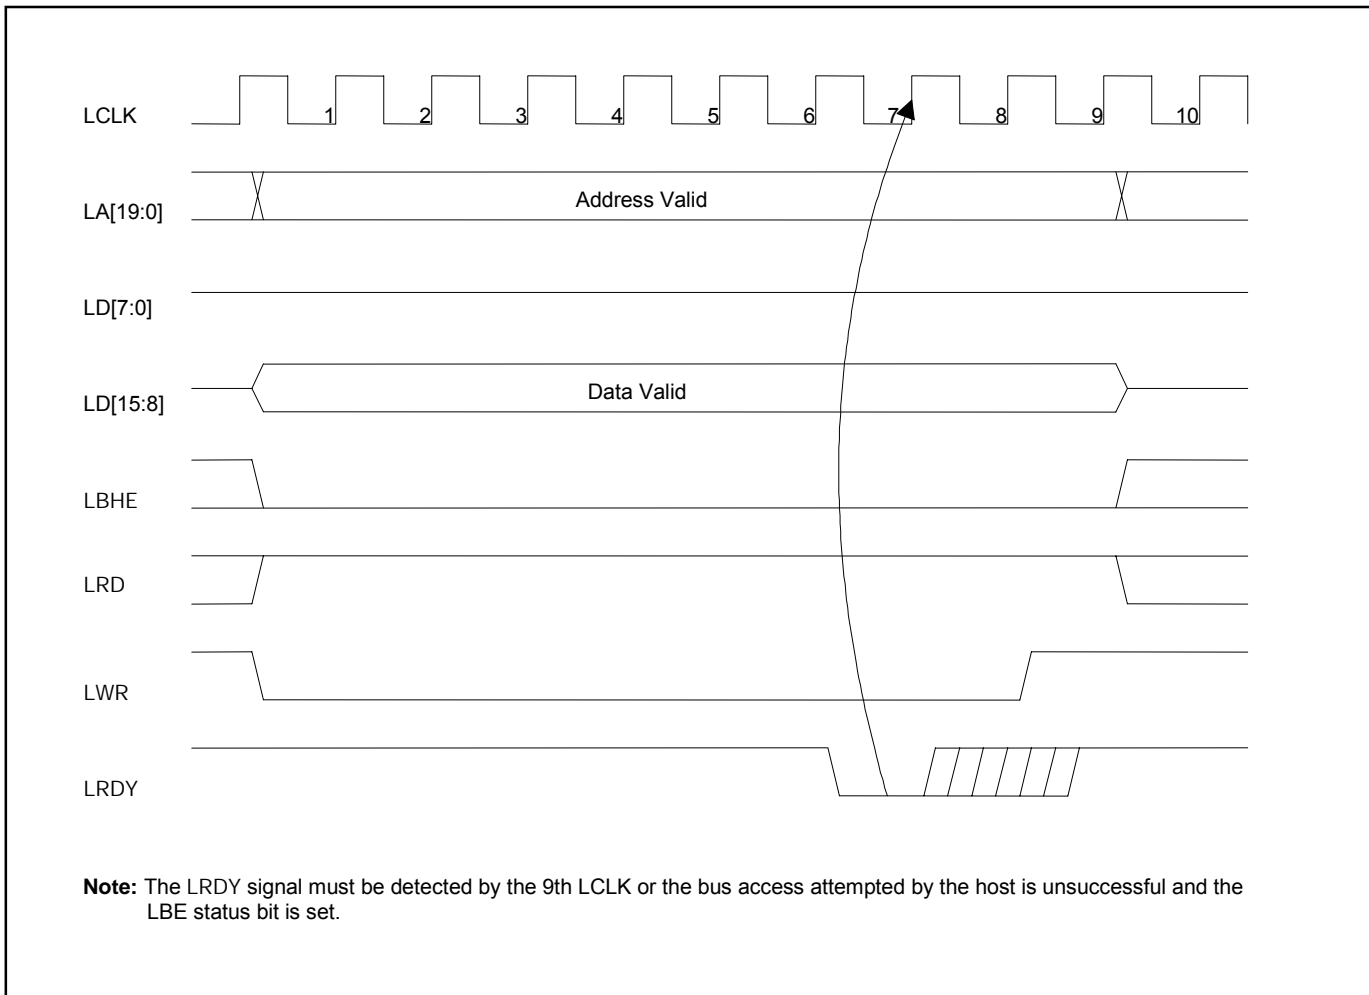 LCLK 1 2 3 4 5 6 7 8 9 10
LA[19:0] Address Valid
LD[7:0]
LD[15:8] Data Valid
LBHE
LRD
LWR
LRDY
Note: The LRDY signal must be detected by the 9th LCLK or the bus access attempted by the host is unsuccessful and the
LBE status bit is set.